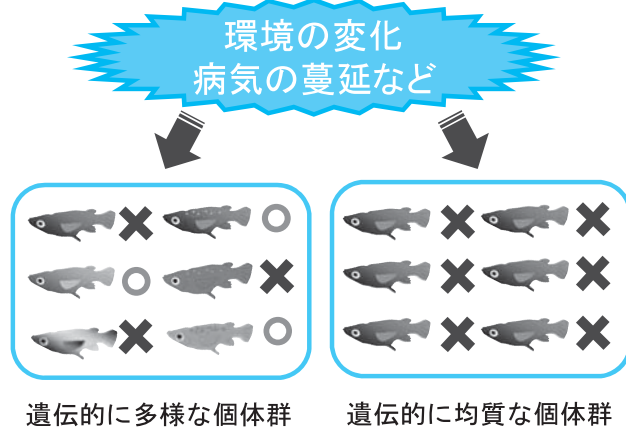 環境の変化
病気の蔓延など
遺伝的に多様な個体群
遺伝的に均質な個体群